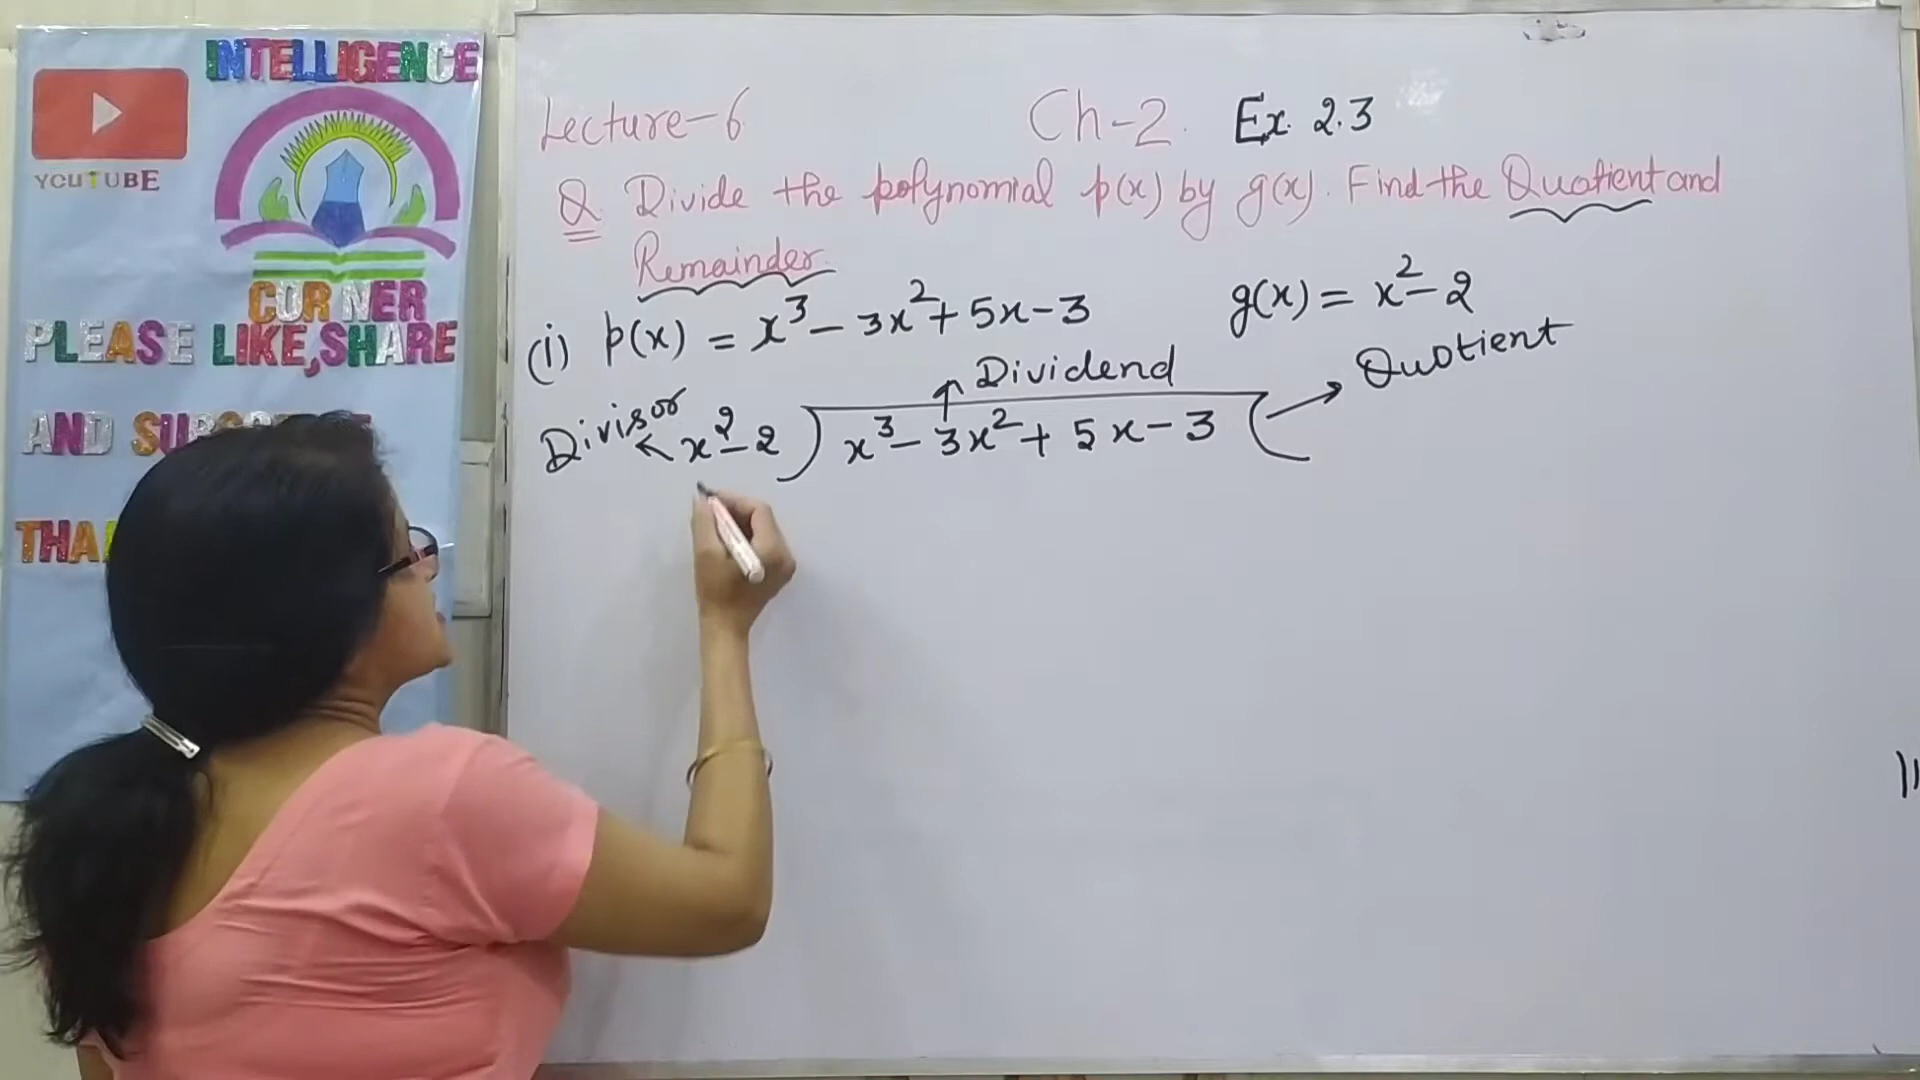 INTELLIGENCE
YOUTUBE
CORNER
PLEASE LIKE,SHARE
AND
Lecture-6
Ch-2. Ex. 2.3
Q. Divide the polynomial p(x) by g(x). Find the Quotient and
Remainder.
(i) p(x) = x³ - 3x² + 5x - 3
g(x) = x² - 2
Dividend
Quotient
Divisor
x² - 2 ) x³ - 3x² + 5x - 3 (